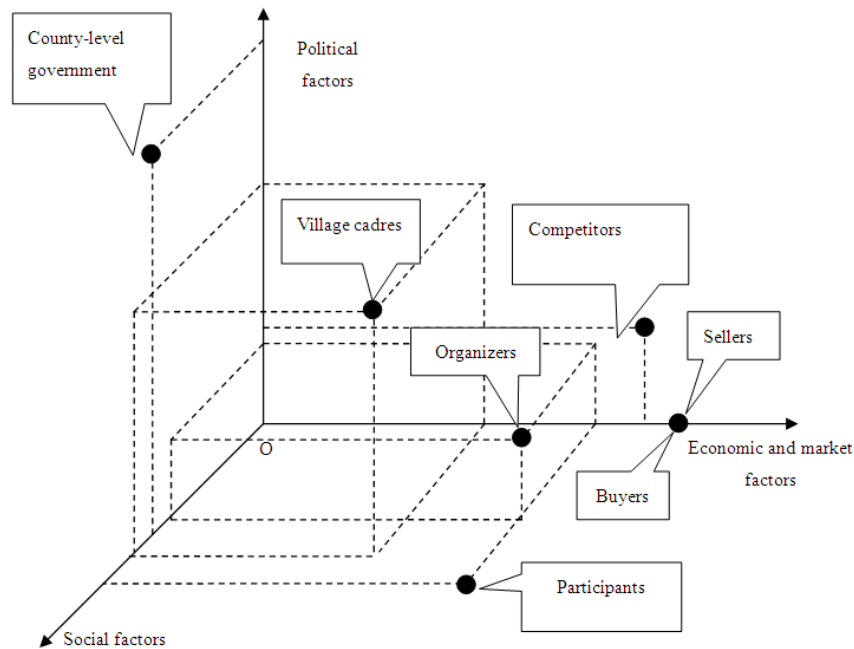 County-level
government
Political
factors
Village cadres
Competitors
Organizers
Sellers
O
Economic and market
factors
Buyers
Participants
Social factors